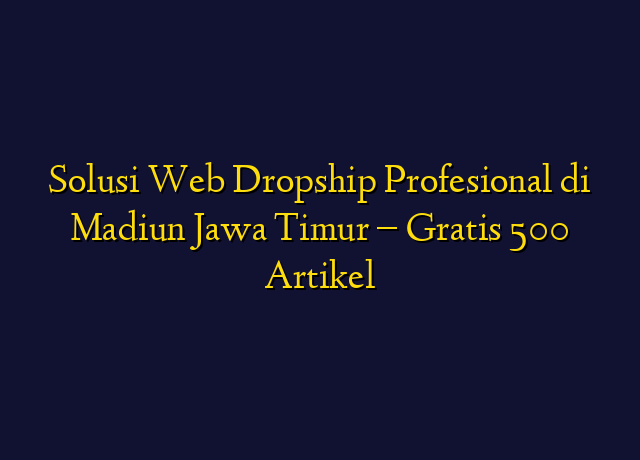 Solusi Web Dropship Profesional di
Madiun Jawa Timur – Gratis 500
Artikel